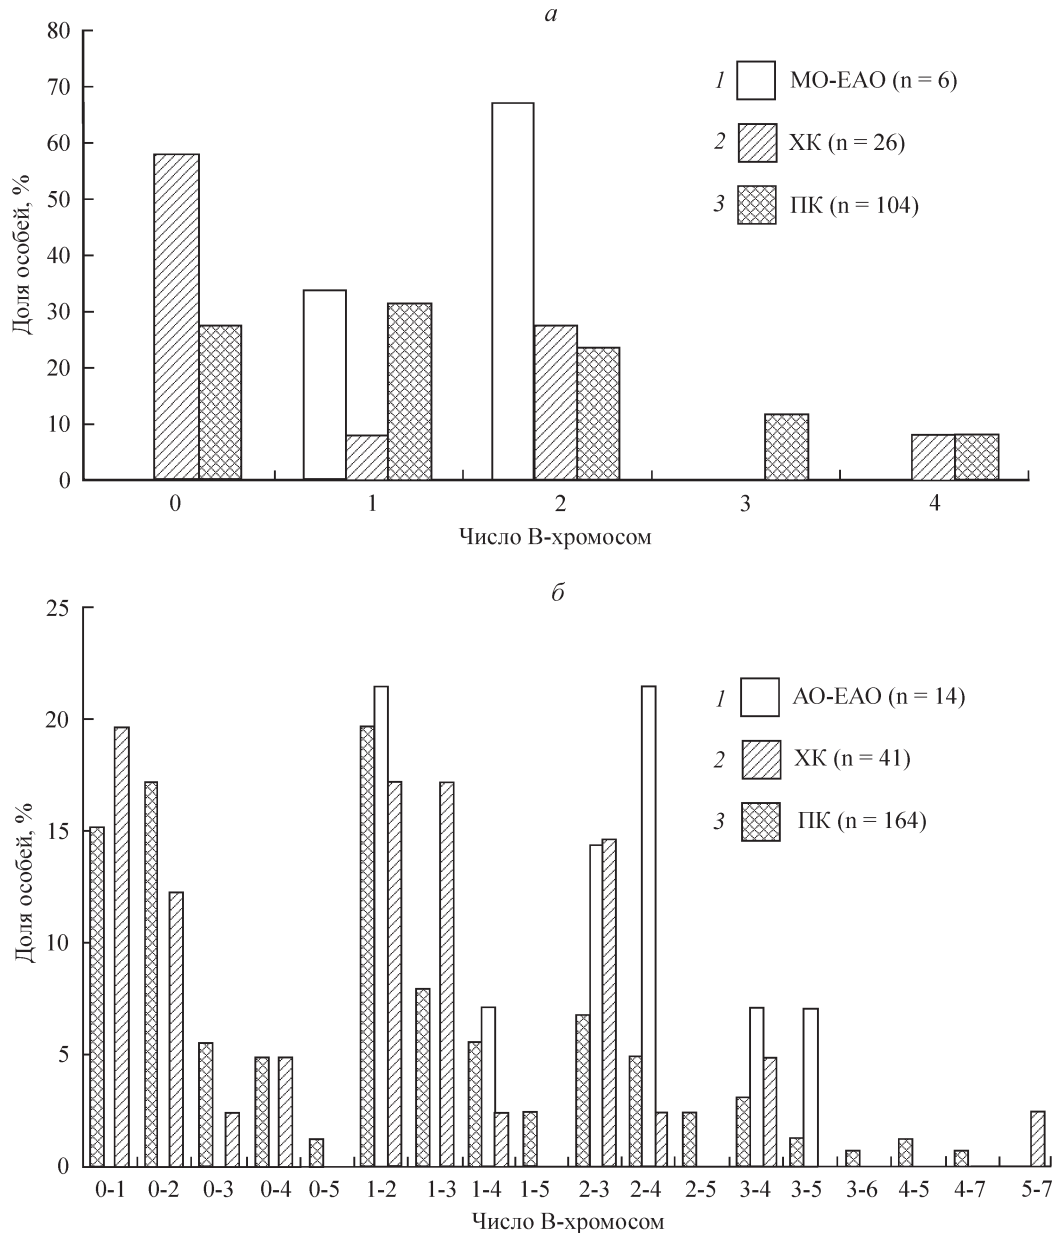 а
80
70
60
50
40
30
20
10
0
Доля особей, %
1 МО-ЕАО (n = 6)
2 ХК (n = 26)
3 ПК (n = 104)
0 1 2 3 4
Число В-хромосом
б
25
20
15
10
5
0
Доля особей, %
1 АО-ЕАО (n = 14)
2 ХК (n = 41)
3 ПК (n = 164)
0-1 0-2 0-3 0-4 0-5 1-2 1-3 1-4 1-5 2-3 2-4 2-5 3-4 3-5 3-6 4-5 4-7 5-7
Число В-хромосом